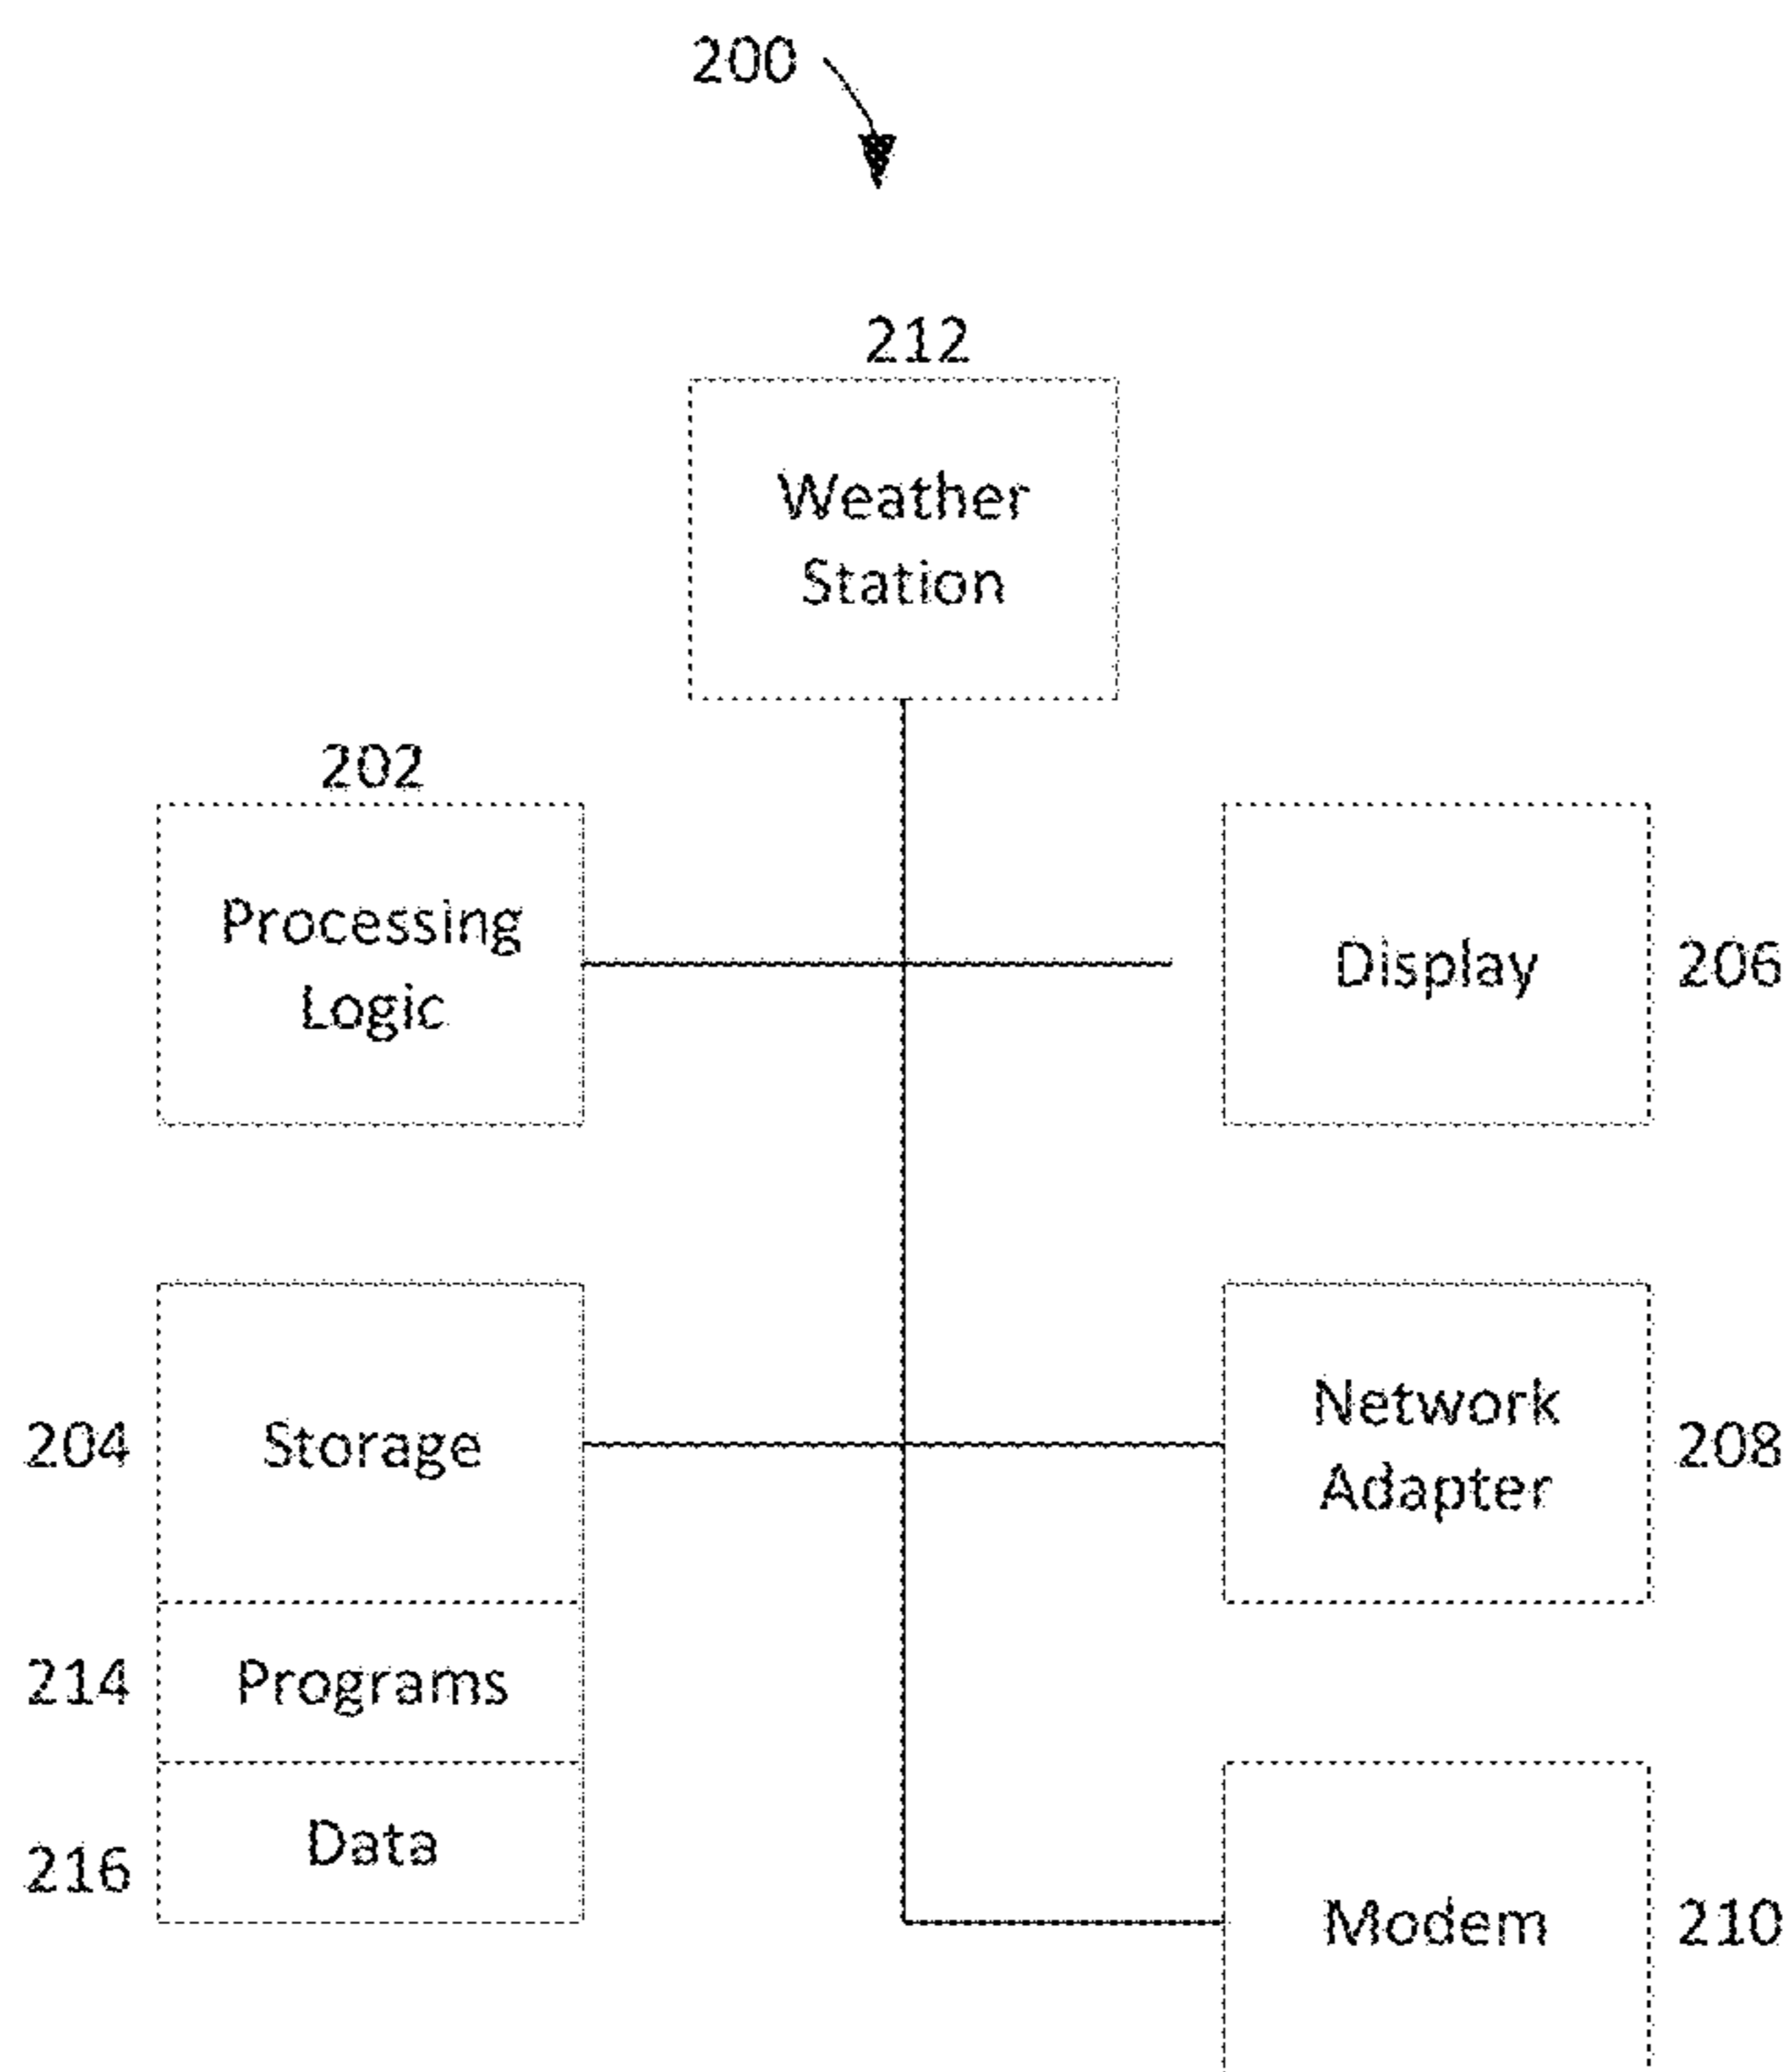 200
212
Weather
Station
202
Processing
Logic
Display
206
204
Storage
Network
Adapter
208
214
Programs
216
Data
Modem
210